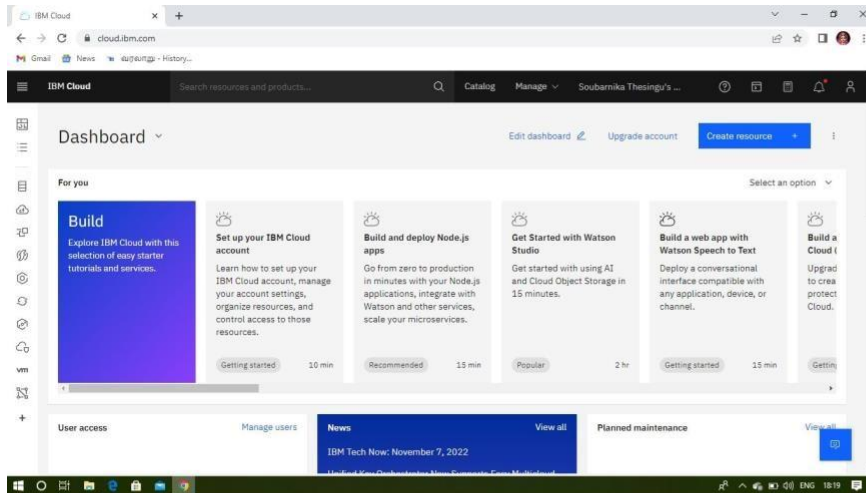 IBM Cloud
cloud.ibm.com
Gmail
News
History...
IBM Cloud
Search resources and products...
Catalog
Manage
Soubarnika Thesingu's ...
Dashboard
Edit dashboard
Upgrade account
Create resource +
For you
Select an option
Build
Explore IBM Cloud with this
selection of easy starter
tutorials and services.
Set up your IBM Cloud
account
Learn how to set up your
IBM Cloud account, manage
your account settings,
organize resources, and
control access to those
resources.
Getting started
10 min
Build and deploy Node.js
apps
Go from zero to production
in minutes with your Node.js
applications, integrate with
Watson and other services,
scale your microservices.
Recommended
15 min
Get Started with Watson
Studio
Get started with using AI
and Cloud Object Storage in
15 minutes.
Popular
2 hr
Build a web app with
Watson Speech to Text
Deploy a conversational
interface compatible with
any application, device, or
channel.
Getting started
15 min
Build a
Cloud (
Upgrad
to crea
protect
Cloud.
Getting
vm
User access
Manage users
News
View all
IBM Tech Now: November 7, 2022
Planned maintenance
View all
ENG
18:19